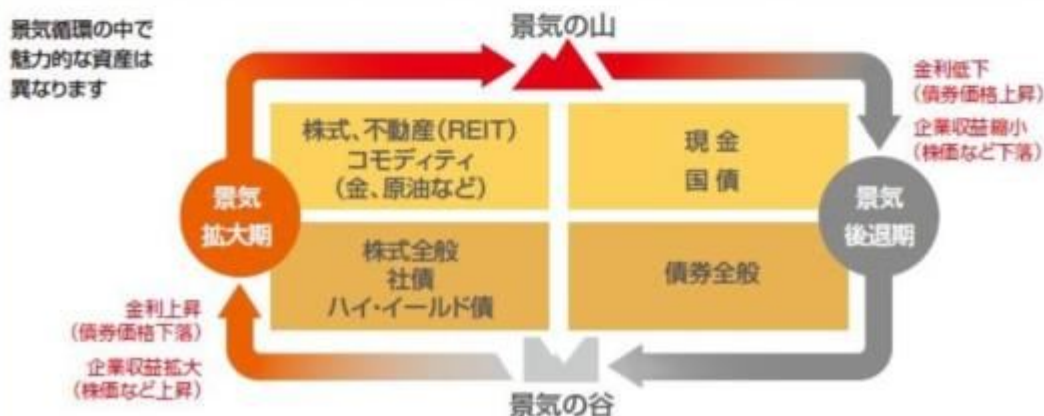 景気循環の中で
魅力的な資産は
異なります
景気の山
金利低下
(債券価格上昇)
企業収益縮小
(株価など下落)
株式、不動産(REIT)
コモディティ
(金、原油など)
現金
国債
景気
拡大期
景気
後退期
株式全般
社債
ハイ・イールド債
債券全般
金利上昇
(債券価格下落)
企業収益拡大
(株価など上昇)
景気の谷